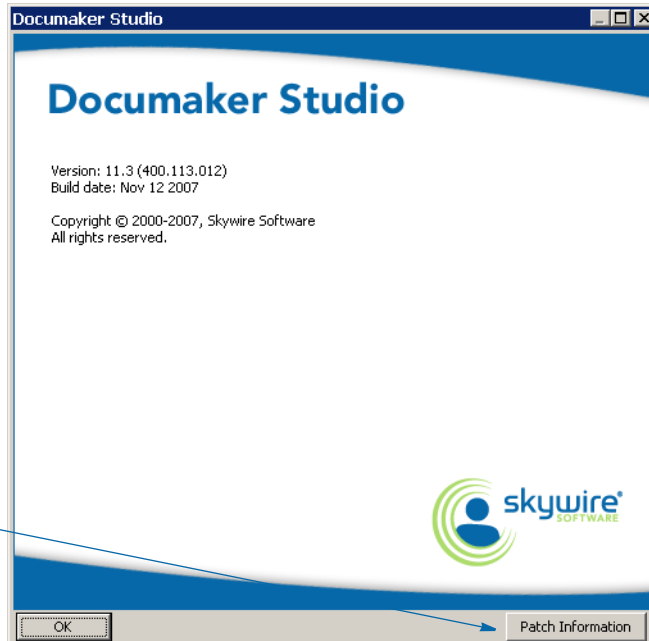 Documaker Studio
Documaker Studio
Version: 11.3 (400.113.012)
Build date: Nov 12 2007
Copyright © 2000-2007, Skywire Software
All rights reserved.
skywire®
SOFTWARE
OK
Patch Information